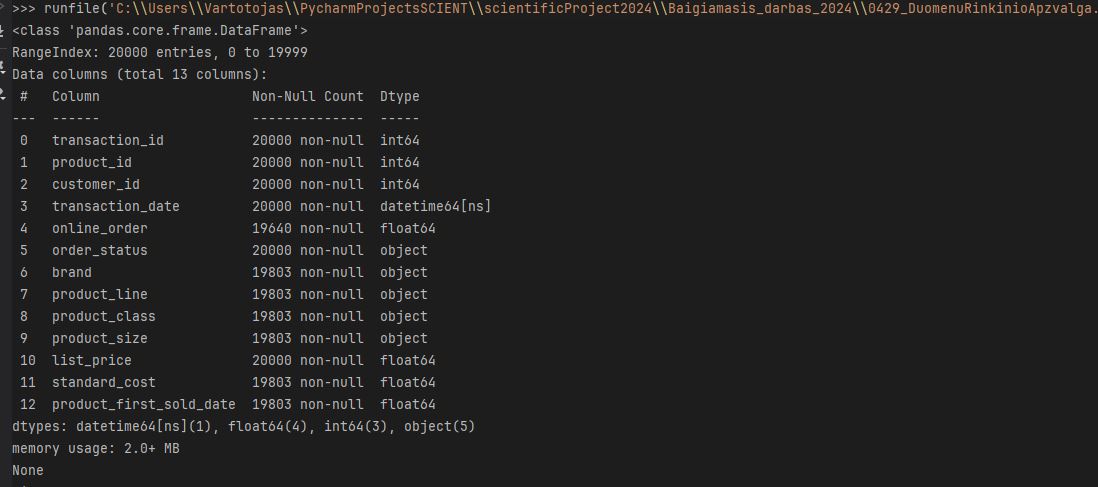 >>> runfile('C:\\Users\\Vartotojas\\PycharmProjectsSCIENT\\scientificProject2024\\Baigiamasis_darbas_2024\\0429_DuomenuRinkinioApzvalga.
<class 'pandas.core.frame.DataFrame'>
RangeIndex: 20000 entries, 0 to 19999
Data columns (total 13 columns):
 #   Column                   Non-Null Count  Dtype
---  ------                   --------------  -----
 0   transaction_id           20000 non-null  int64
 1   product_id               20000 non-null  int64
 2   customer_id              20000 non-null  int64
 3   transaction_date         20000 non-null  datetime64[ns]
 4   online_order             19640 non-null  float64
 5   order_status             20000 non-null  object
 6   brand                    19803 non-null  object
 7   product_line             19803 non-null  object
 8   product_class            19803 non-null  object
 9   product_size             19803 non-null  object
 10  list_price               20000 non-null  float64
 11  standard_cost            19803 non-null  float64
 12  product_first_sold_date  19803 non-null  float64
dtypes: datetime64[ns](1), float64(4), int64(3), object(5)
memory usage: 2.0+ MB
None